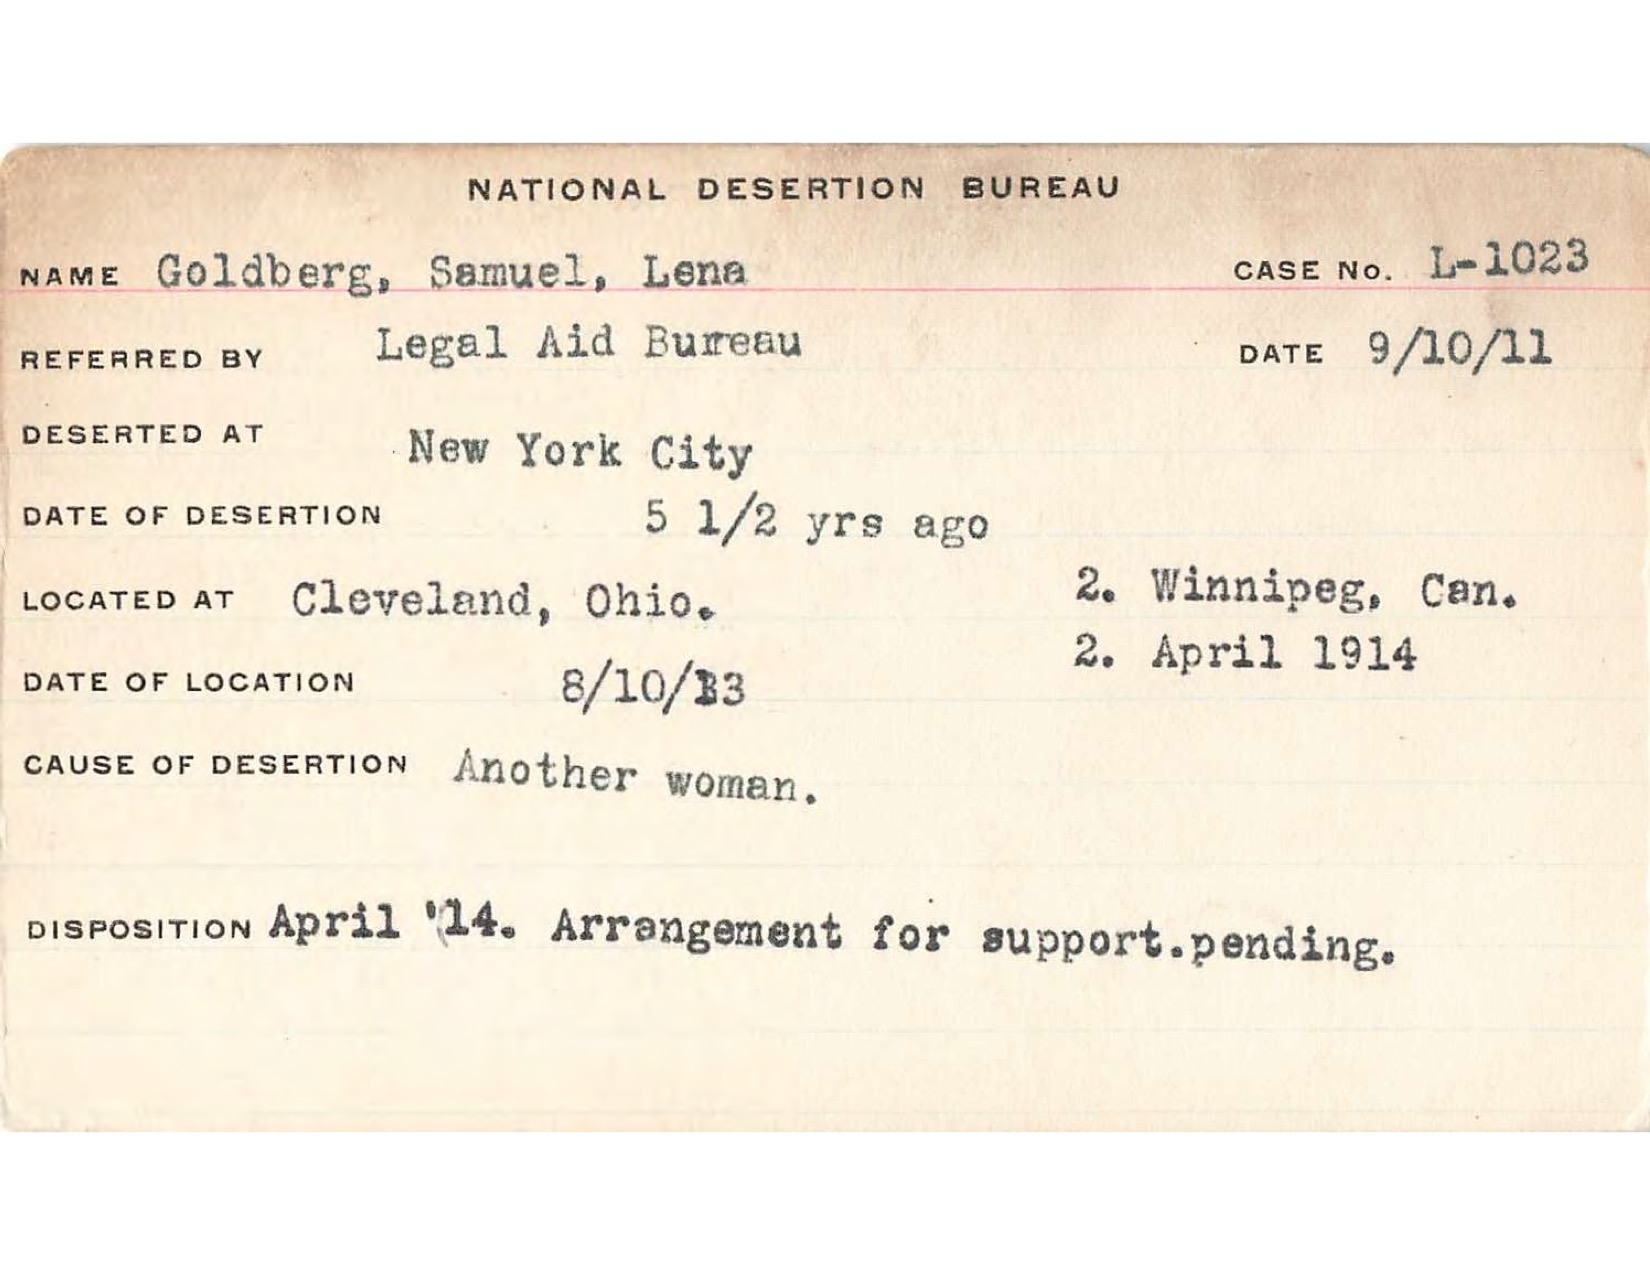 NATIONAL DESERTION BUREAU
NAME Goldberg, Samuel, Lena CASE No. L-1023
REFERRED BY Legal Aid Bureau DATE 9/10/11
DESERTED AT New York City
DATE OF DESERTION 5 1/2 yrs ago
LOCATED AT Cleveland, Ohio. 2. Winnipeg, Can.
2. April 1914
DATE OF LOCATION 8/10/13
CAUSE OF DESERTION Another woman.
DISPOSITION April '14. Arrangement for support.pending.